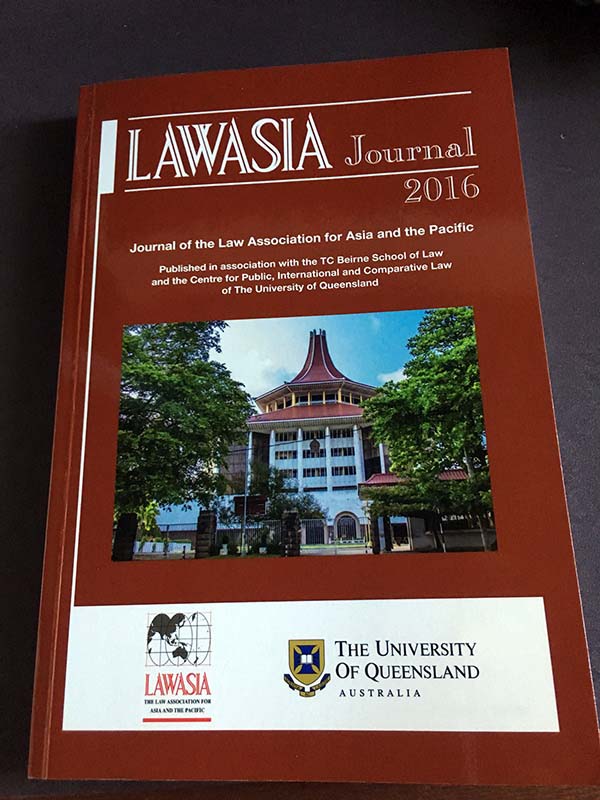 LAWASIA Journal
2016
Journal of the Law Association for Asia and the Pacific
Published in association with the TC Beirne School of Law
and the Centre for Public, International and Comparative Law
of The University of Queensland
LAWASIA
THE LAW ASSOCIATION FOR
ASIA AND THE PACIFIC
THE UNIVERSITY
OF QUEENSLAND
AUSTRALIA